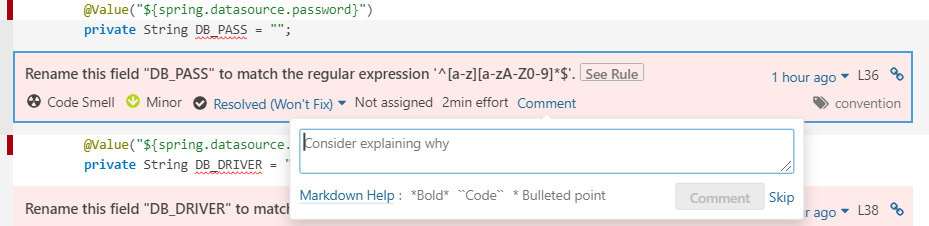 @Value("${spring.datasource.password}")
private String DB_PASS = "";
Rename this field "DB_PASS" to match the regular expression '^[a-z][a-zA-Z0-9]*$'. See Rule 1 hour ago L36
Code Smell Minor Resolved (Won't Fix) Not assigned 2min effort Comment convention
@Value("${spring.datasource.
private String DB_DRIVER = "
Consider explaining why
Markdown Help : *Bold* ``Code`` * Bulleted point Comment Skip
Rename this field "DB_DRIVER" to match r ago L38